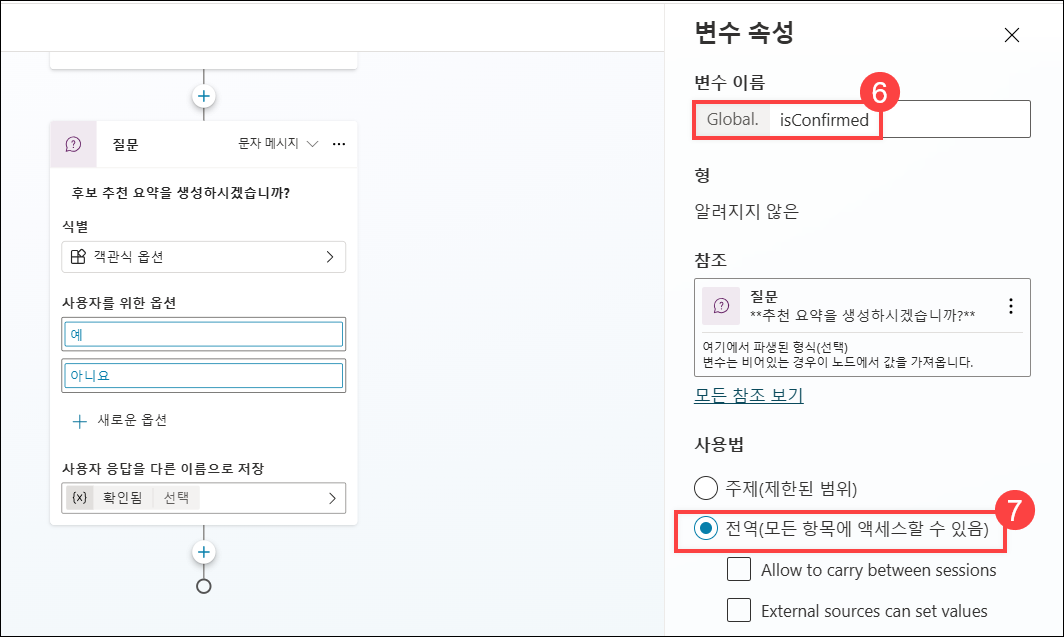 질문
문자 메시지
후보 추천 요약을 생성하시겠습니까?
식별
객관식 옵션
사용자를 위한 옵션
예
아니요
새로운 옵션
사용자 응답을 다른 이름으로 저장
{x} 확인됨 선택
변수 속성
변수 이름
6
Global. isConfirmed
형
알려지지 않은
참조
질문
**추천 요약을 생성하시겠습니까?**
여기에서 파생된 형식(선택)
변수는 비어있는 경우이 노드에서 값을 가져옵니다.
모든 참조 보기
사용법
주제(제한된 범위)
7
전역(모든 항목에 액세스할 수 있음)
Allow to carry between sessions
External sources can set values